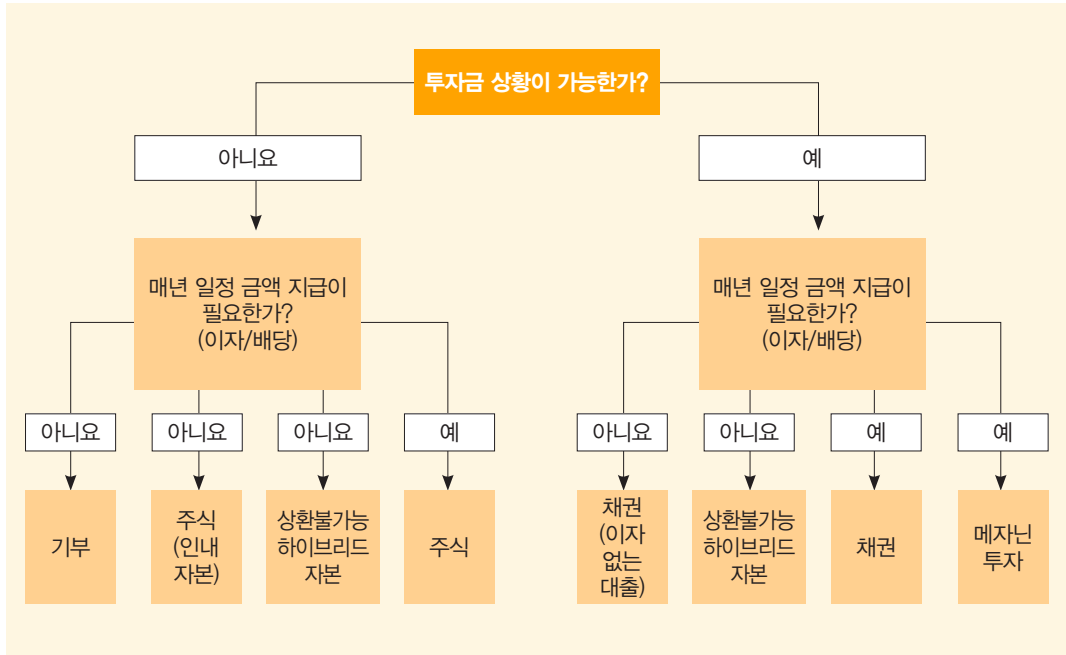 투자금 상황이 가능한가?
아니요
예
매년 일정 금액 지급이
필요한가?
(이자/배당)
매년 일정 금액 지급이
필요한가?
(이자/배당)
아니요
아니요
아니요
예
아니요
아니요
예
예
기부
주식
(인내
자본)
상환불가능
하이브리드
자본
주식
채권
(이자
없는
대출)
상환불가능
하이브리드
자본
채권
메자닌
투자